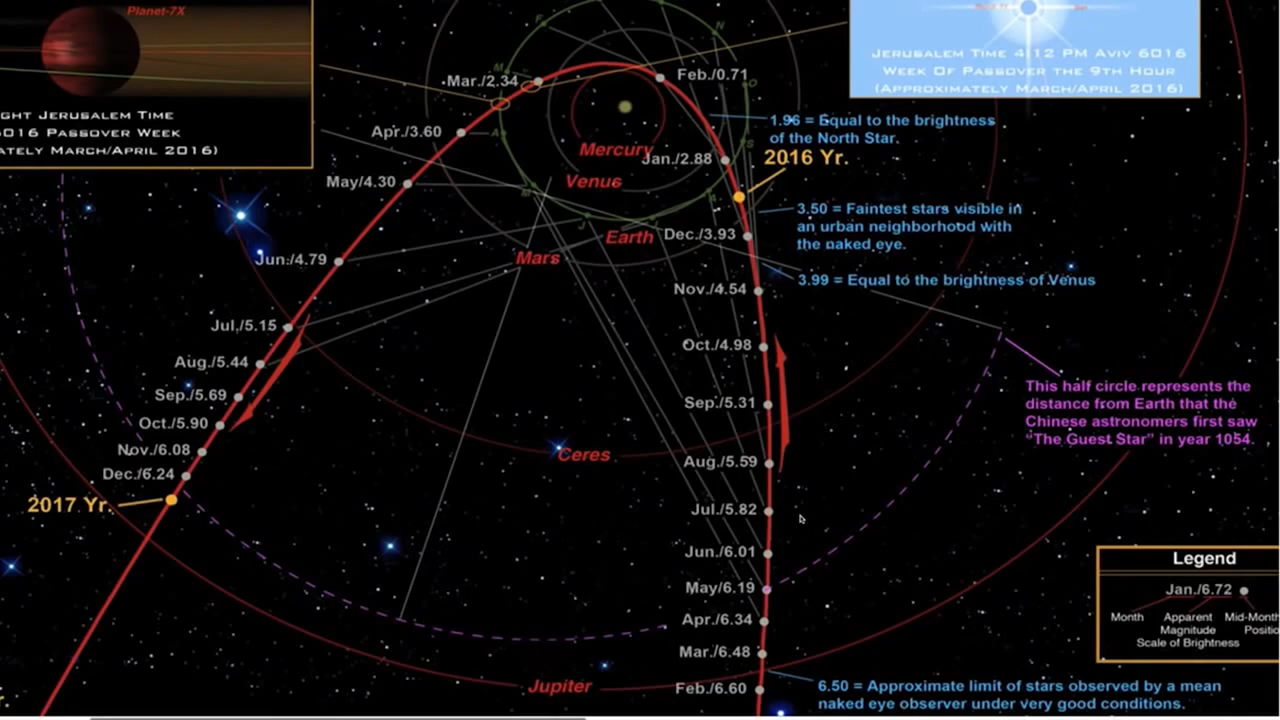 Planet-7X
GHT JERUSALEM TIME
6016 PASSOVER WEEK
ATELY MARCH/APRIL 2016)
JERUSALEM TIME 4:12 PM AVIV 6016
WEEK OF PASSOVER THE 9TH HOUR
(APPROXIMATELY MARCH/APRIL 2016)
Mar./2.34
Feb./0.71
Apr./3.60
1.96 = Equal to the brightness
of the North Star.
Mercury
Jan./2.88
2016 Yr.
May/4.30
Venus
3.50 = Faintest stars visible in
an urban neighborhood with
the naked eye.
Earth
Dec./3.93
Mars
Jun./4.79
3.99 = Equal to the brightness of Venus
Nov./4.54
Jul./5.15
Oct./4.98
Aug./5.44
Sep./5.69
Sep./5.31
This half circle represents the
distance from Earth that the
Chinese astronomers first saw
"The Guest Star" in year 1054.
Oct./5.90
Nov./6.08
Ceres
Aug./5.59
Dec./6.24
2017 Yr.
Jul./5.82
Jun./6.01
May/6.19
Apr./6.34
Mar./6.48
Jupiter
Feb./6.60
6.50 = Approximate limit of stars observed by a mean
naked eye observer under very good conditions.
Legend
Jan./6.72
Month
Apparent
Magnitude
Scale of Brightness
Mid-Month
Positio